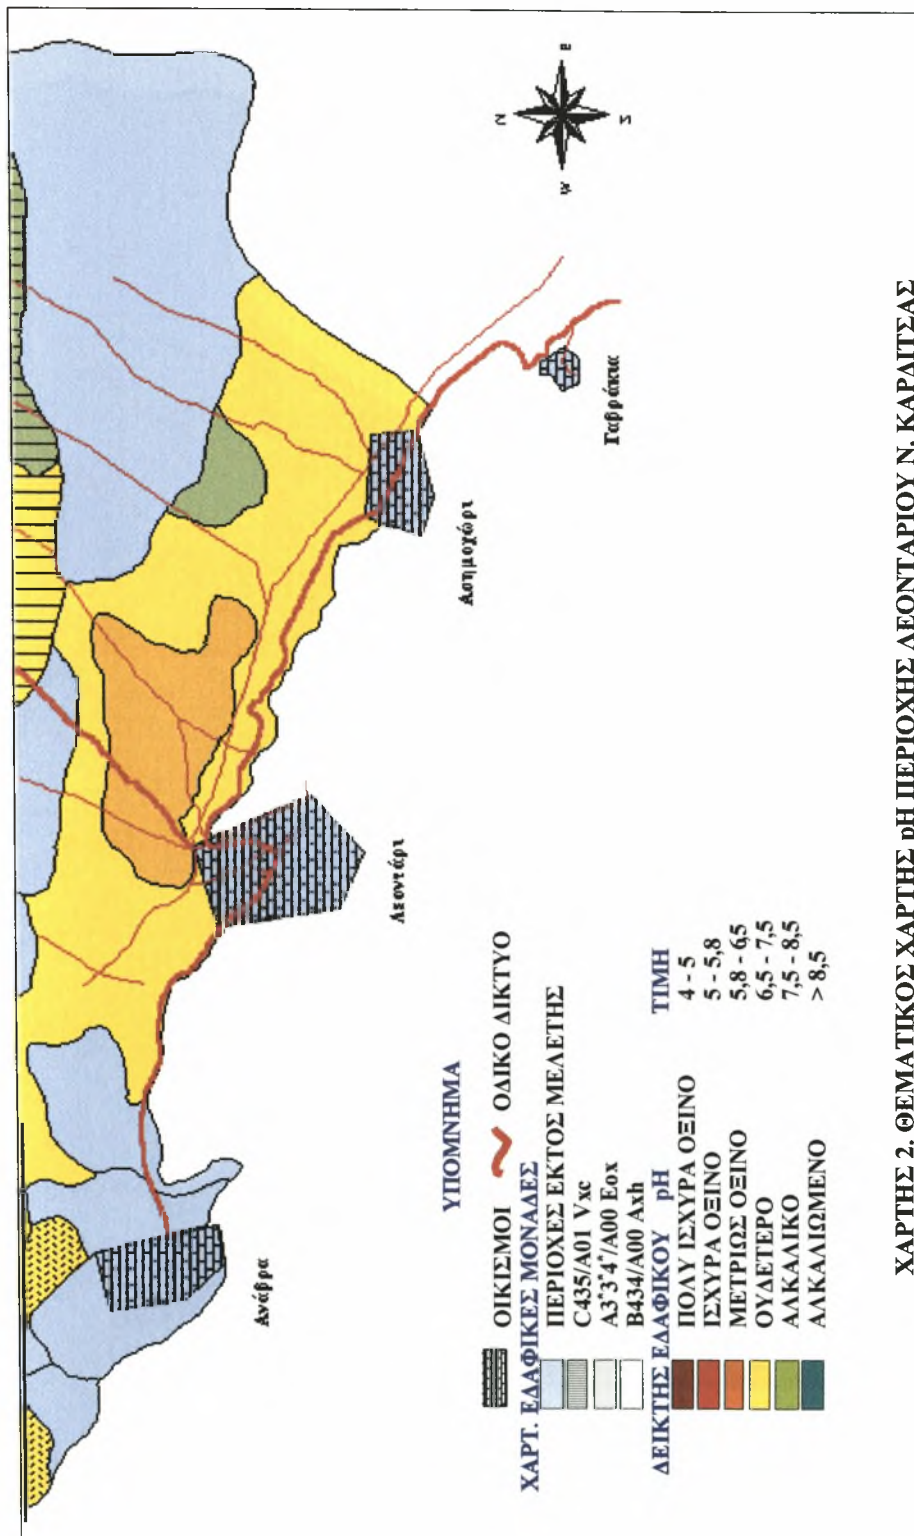 N
W
E
S
Ανάβρα
Λεοντάρι
Ασημοχώρι
Γαβράκια
ΥΠΟΜΝΗΜΑ
ΟΙΚΙΣΜΟΙ
ΟΔΙΚΟ ΔΙΚΤΥΟ
ΧΑΡΤ. ΕΔΑΦΙΚΕΣ ΜΟΝΑΔΕΣ
ΠΕΡΙΟΧΕΣ ΕΚΤΟΣ ΜΕΛΕΤΗΣ
C435/A01 Vxc
A3°3°4°/A00 Eox
B434/A00 Axh
ΔΕΙΚΤΗΣ ΕΔΑΦΙΚΟΥ pH ΤΙΜΗ
ΠΟΛΥ ΙΣΧΥΡΑ ΟΞΙΝΟ 4 - 5
ΙΣΧΥΡΑ ΟΞΙΝΟ 5 - 5,8
ΜΕΤΡΙΩΣ ΟΞΙΝΟ 5,8 - 6,5
ΟΥΔΕΤΕΡΟ 6,5 - 7,5
ΑΛΚΑΛΙΚΟ 7,5 - 8,5
ΑΛΚΑΛΙΩΜΕΝΟ > 8,5
ΧΑΡΤΗΣ 2. ΘΕΜΑΤΙΚΟΣ ΧΑΡΤΗΣ pH ΠΕΡΙΟΧΗΣ ΛΕΟΝΤΑΡΙΟΥ Ν. ΚΑΡΔΙΤΣΑΣ